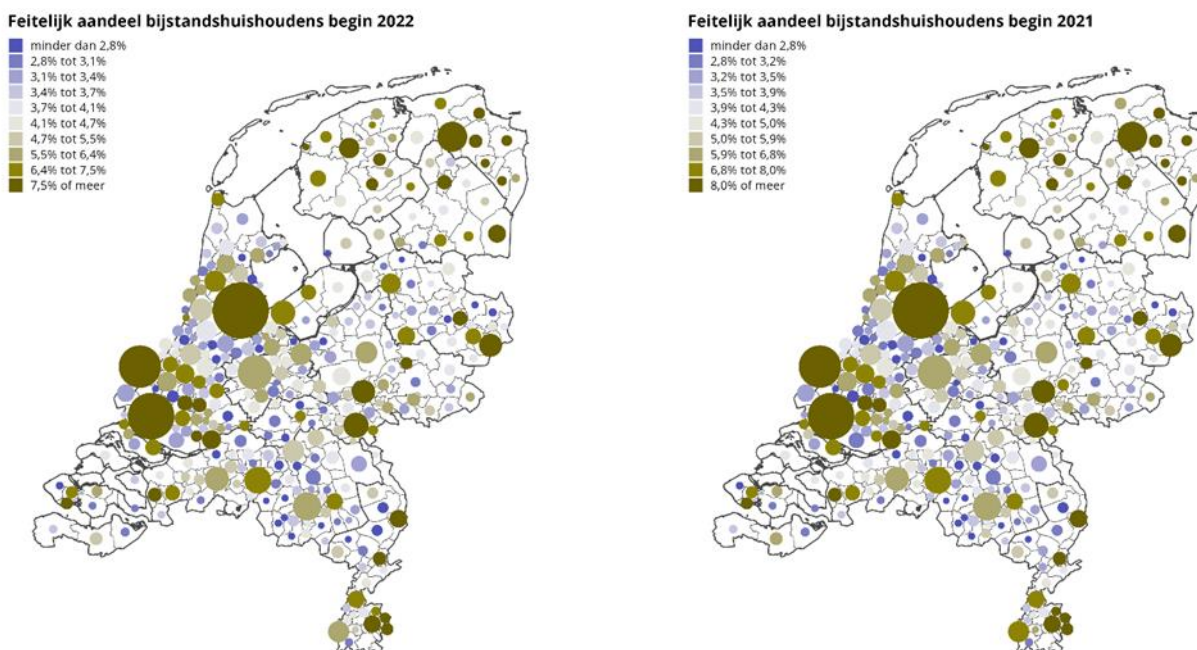 Feitelijk aandeel bijstandshuishoudens begin 2022
minder dan 2,8%
2,8% tot 3,1%
3,1% tot 3,4%
3,4% tot 3,7%
3,7% tot 4,1%
4,1% tot 4,7%
4,7% tot 5,5%
5,5% tot 6,4%
6,4% tot 7,5%
7,5% of meer
Feitelijk aandeel bijstandshuishoudens begin 2021
minder dan 2,8%
2,8% tot 3,2%
3,2% tot 3,5%
3,5% tot 3,9%
3,9% tot 4,3%
4,3% tot 5,0%
5,0% tot 5,9%
5,9% tot 6,8%
6,8% tot 8,0%
8,0% of meer